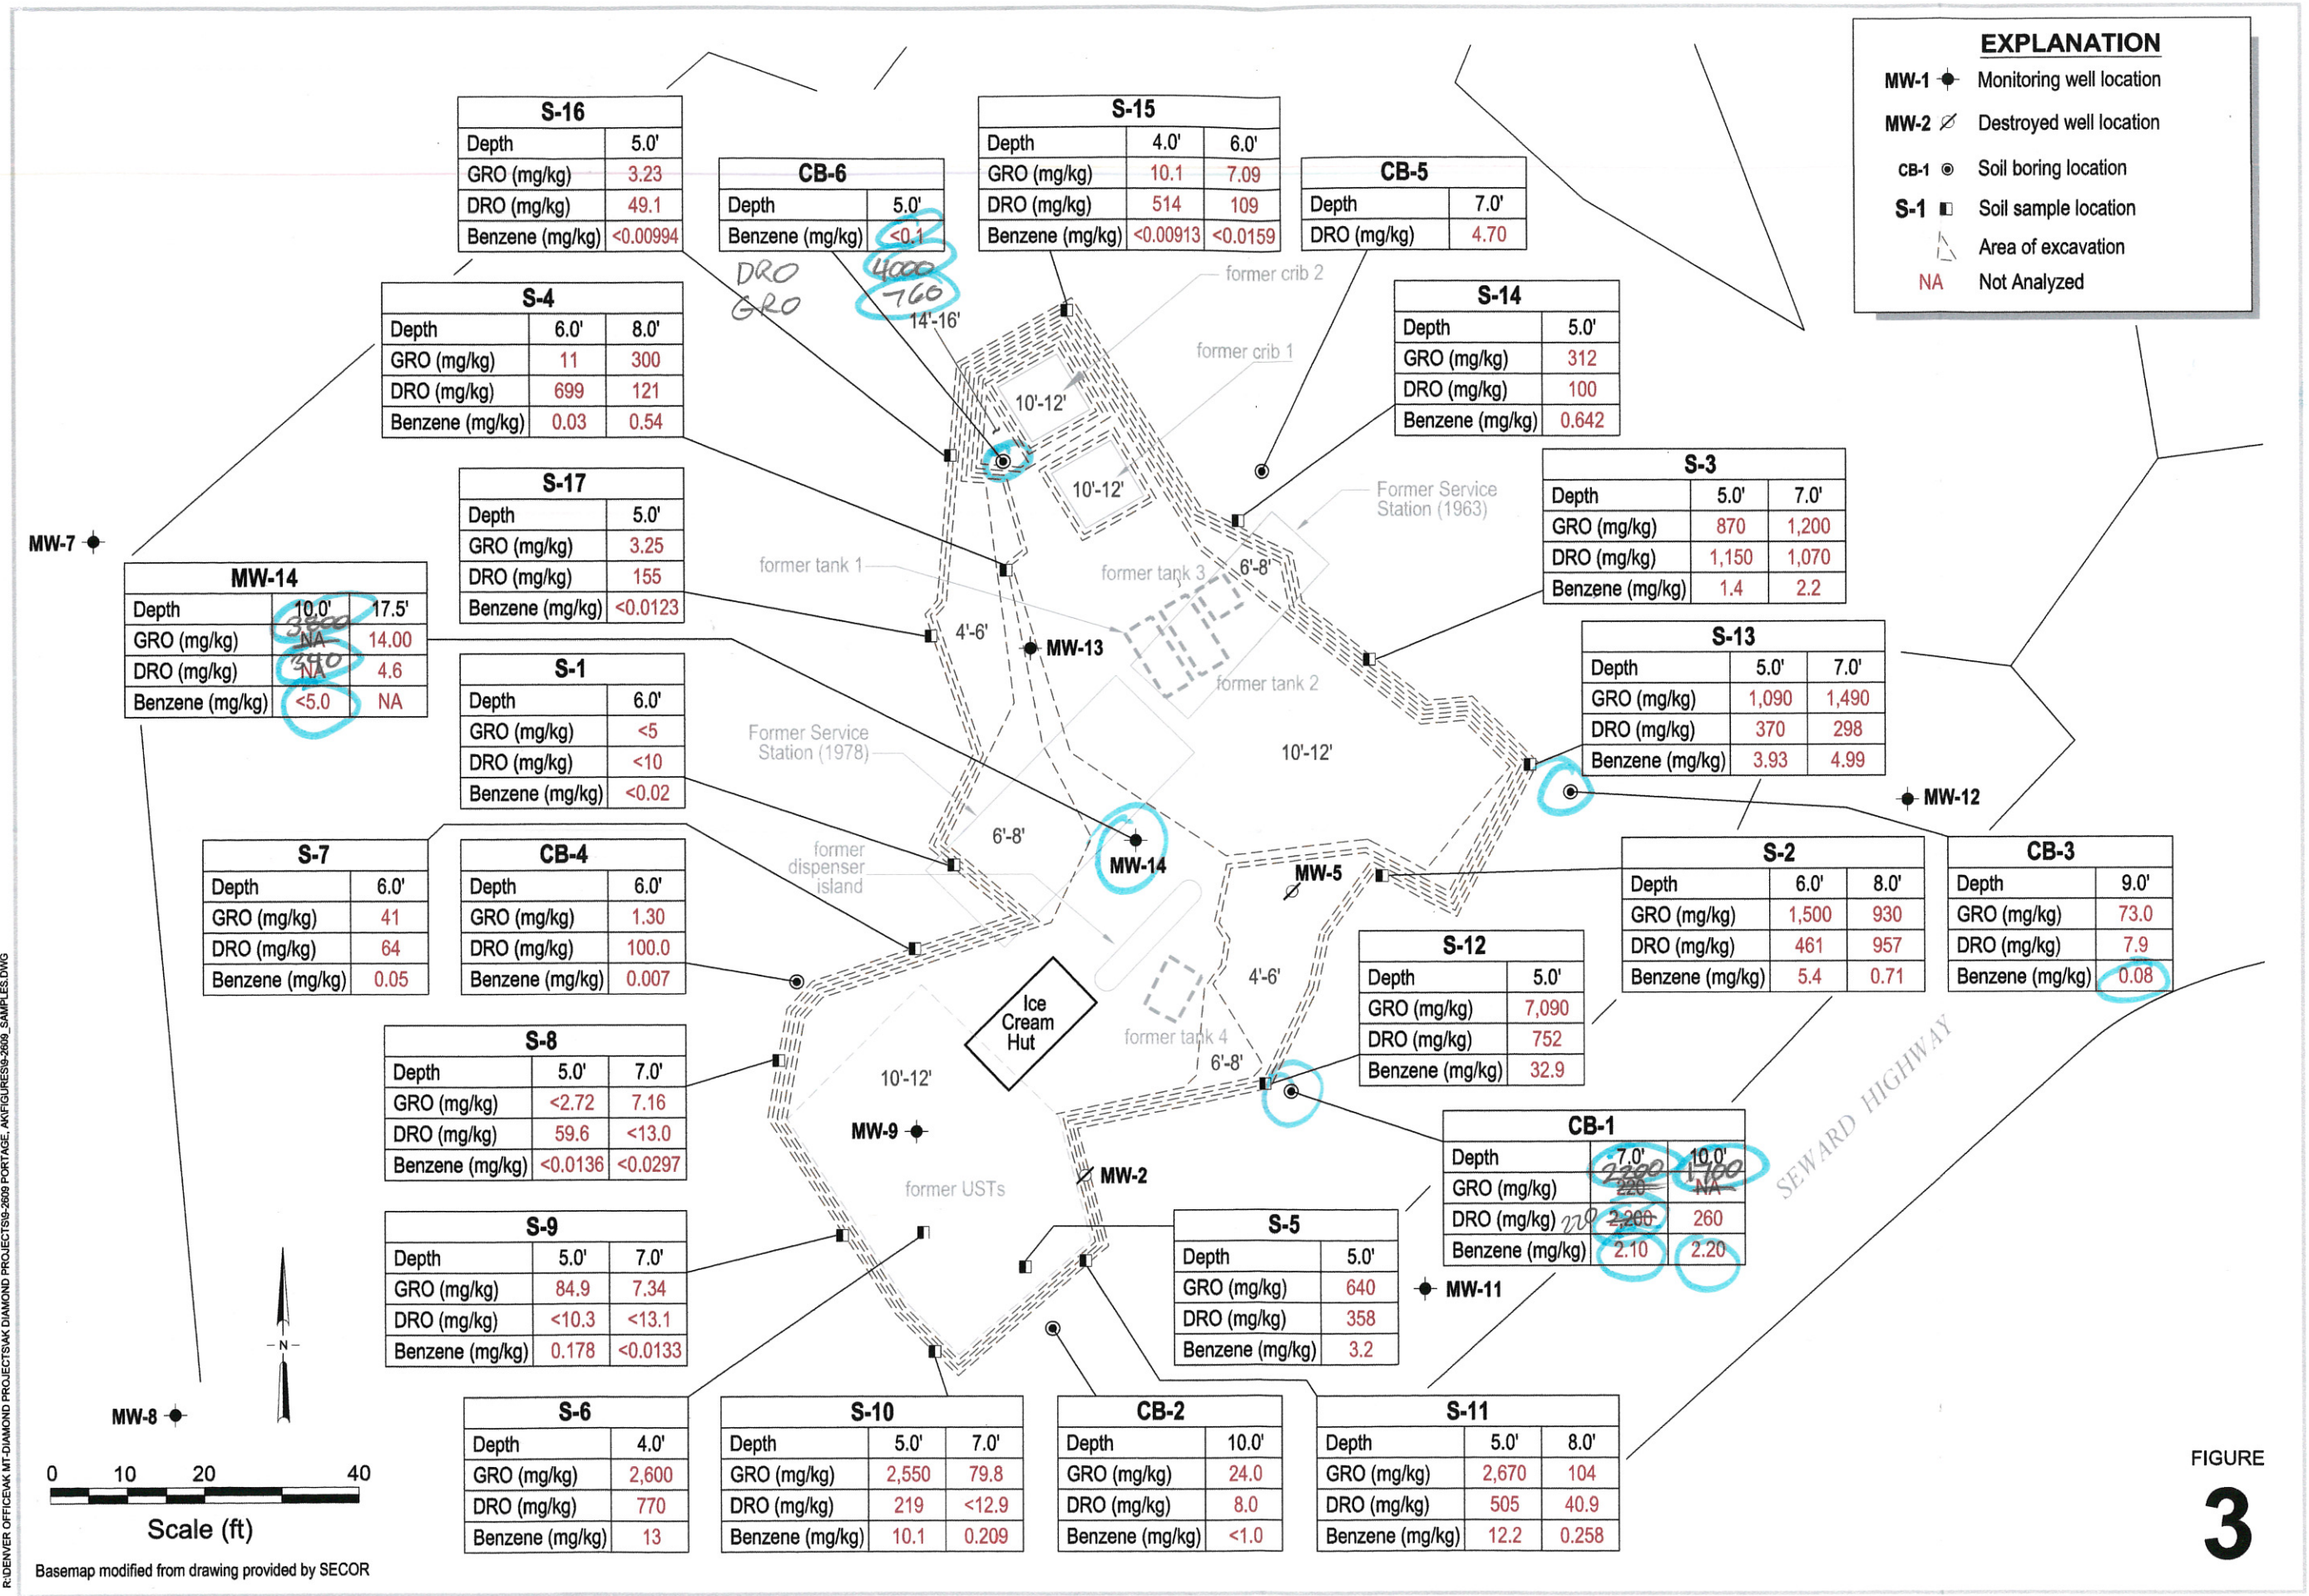 EXPLANATION
MW-1 Monitoring well location
MW-2 Destroyed well location
CB-1 Soil boring location
S-1 Soil sample location
Area of excavation
NA Not Analyzed
S-16
Depth 5.0'
GRO (mg/kg) 3.23
DRO (mg/kg) 49.1
Benzene (mg/kg) <0.00994
CB-6
Depth 5.0'
Benzene (mg/kg) <0.1
DRO 4000
GRO 760
14'-16'
S-15
Depth 4.0' 6.0'
GRO (mg/kg) 10.1 7.09
DRO (mg/kg) 514 109
Benzene (mg/kg) <0.00913 <0.0159
CB-5
Depth 7.0'
DRO (mg/kg) 4.70
former crib 2
former crib 1
10'-12'
10'-12'
S-4
Depth 6.0' 8.0'
GRO (mg/kg) 11 300
DRO (mg/kg) 699 121
Benzene (mg/kg) 0.03 0.54
S-14
Depth 5.0'
GRO (mg/kg) 312
DRO (mg/kg) 100
Benzene (mg/kg) 0.642
S-17
Depth 5.0'
GRO (mg/kg) 3.25
DRO (mg/kg) 155
Benzene (mg/kg) <0.0123
Former Service
Station (1963)
S-3
Depth 5.0' 7.0'
GRO (mg/kg) 870 1,200
DRO (mg/kg) 1,150 1,070
Benzene (mg/kg) 1.4 2.2
MW-7
former tank 1
former tank 3
6'-8'
MW-14
Depth 10.0' 17.5'
3800
GRO (mg/kg) NA 14.00
340
DRO (mg/kg) NA 4.6
Benzene (mg/kg) <5.0 NA
4'-6'
MW-13
former tank 2
S-13
Depth 5.0' 7.0'
GRO (mg/kg) 1,090 1,490
DRO (mg/kg) 370 298
Benzene (mg/kg) 3.93 4.99
S-1
Depth 6.0'
GRO (mg/kg) <5
DRO (mg/kg) <10
Benzene (mg/kg) <0.02
Former Service
Station (1978)
10'-12'
MW-12
6'-8'
former
dispenser
island
MW-14
MW-5
S-7
Depth 6.0'
GRO (mg/kg) 41
DRO (mg/kg) 64
Benzene (mg/kg) 0.05
CB-4
Depth 6.0'
GRO (mg/kg) 1.30
DRO (mg/kg) 100.0
Benzene (mg/kg) 0.007
S-2
Depth 6.0' 8.0'
GRO (mg/kg) 1,500 930
DRO (mg/kg) 461 957
Benzene (mg/kg) 5.4 0.71
CB-3
Depth 9.0'
GRO (mg/kg) 73.0
DRO (mg/kg) 7.9
Benzene (mg/kg) 0.08
S-12
Depth 5.0'
GRO (mg/kg) 7,090
DRO (mg/kg) 752
Benzene (mg/kg) 32.9
4'-6'
Ice
Cream
Hut
former tank 4
6'-8'
SEWARD HIGHWAY
S-8
Depth 5.0' 7.0'
GRO (mg/kg) <2.72 7.16
DRO (mg/kg) 59.6 <13.0
Benzene (mg/kg) <0.0136 <0.0297
10'-12'
MW-9
MW-2
former USTs
CB-1
Depth 7.0' 10.0'
2200 1700
GRO (mg/kg) 220 NA
DRO (mg/kg) 220 2,200 260
Benzene (mg/kg) 2.10 2.20
S-9
Depth 5.0' 7.0'
GRO (mg/kg) 84.9 7.34
DRO (mg/kg) <10.3 <13.1
Benzene (mg/kg) 0.178 <0.0133
S-5
Depth 5.0'
GRO (mg/kg) 640
DRO (mg/kg) 358
Benzene (mg/kg) 3.2
MW-11
N
MW-8
S-6
Depth 4.0'
GRO (mg/kg) 2,600
DRO (mg/kg) 770
Benzene (mg/kg) 13
S-10
Depth 5.0' 7.0'
GRO (mg/kg) 2,550 79.8
DRO (mg/kg) 219 <12.9
Benzene (mg/kg) 10.1 0.209
CB-2
Depth 10.0'
GRO (mg/kg) 24.0
DRO (mg/kg) 8.0
Benzene (mg/kg) <1.0
S-11
Depth 5.0' 8.0'
GRO (mg/kg) 2,670 104
DRO (mg/kg) 505 40.9
Benzene (mg/kg) 12.2 0.258
0 10 20 40
Scale (ft)
Basemap modified from drawing provided by SECOR
FIGURE
3
R:\DENVER OFFICE\AK MT-DIAMOND PROJECTS\AK DIAMOND PROJECTS\9-2609 PORTAGE, AK\FIGURES\9-2609_SAMPLES.DWG